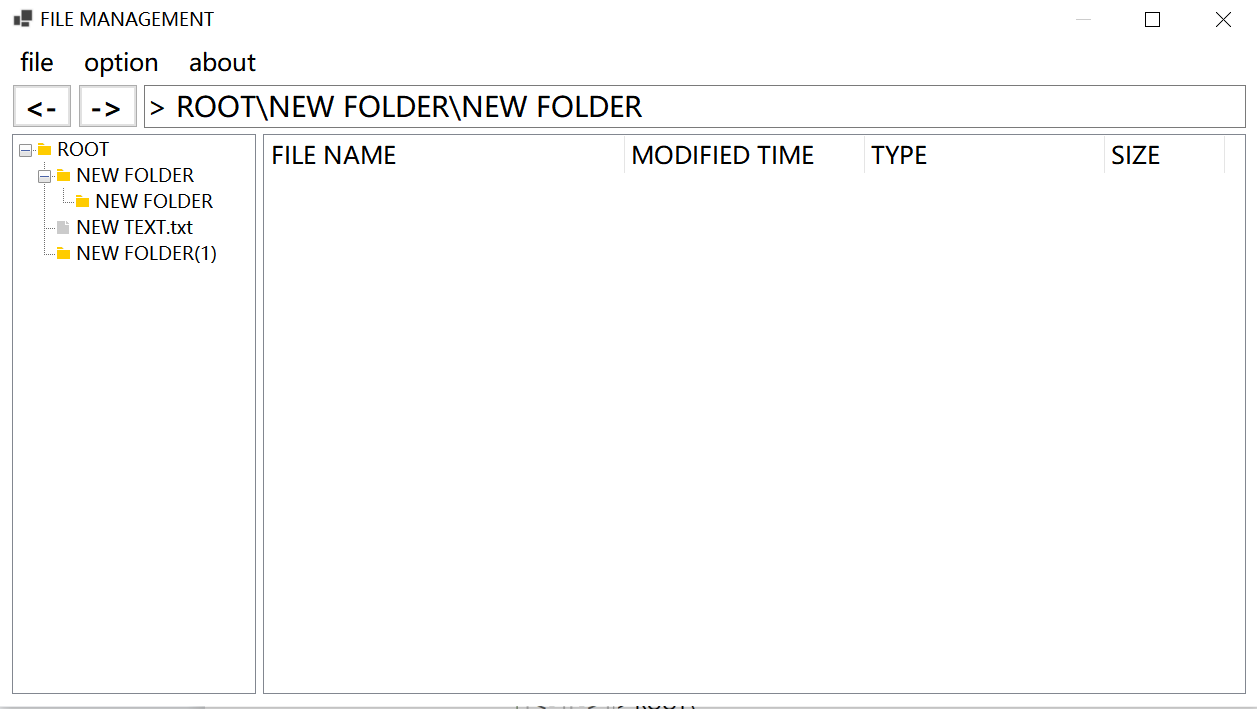 FILE MANAGEMENT
file option about
<- -> > ROOT\NEW FOLDER\NEW FOLDER
FILE NAME MODIFIED TIME TYPE SIZE
ROOT
NEW FOLDER
NEW FOLDER
NEW TEXT.txt
NEW FOLDER(1)